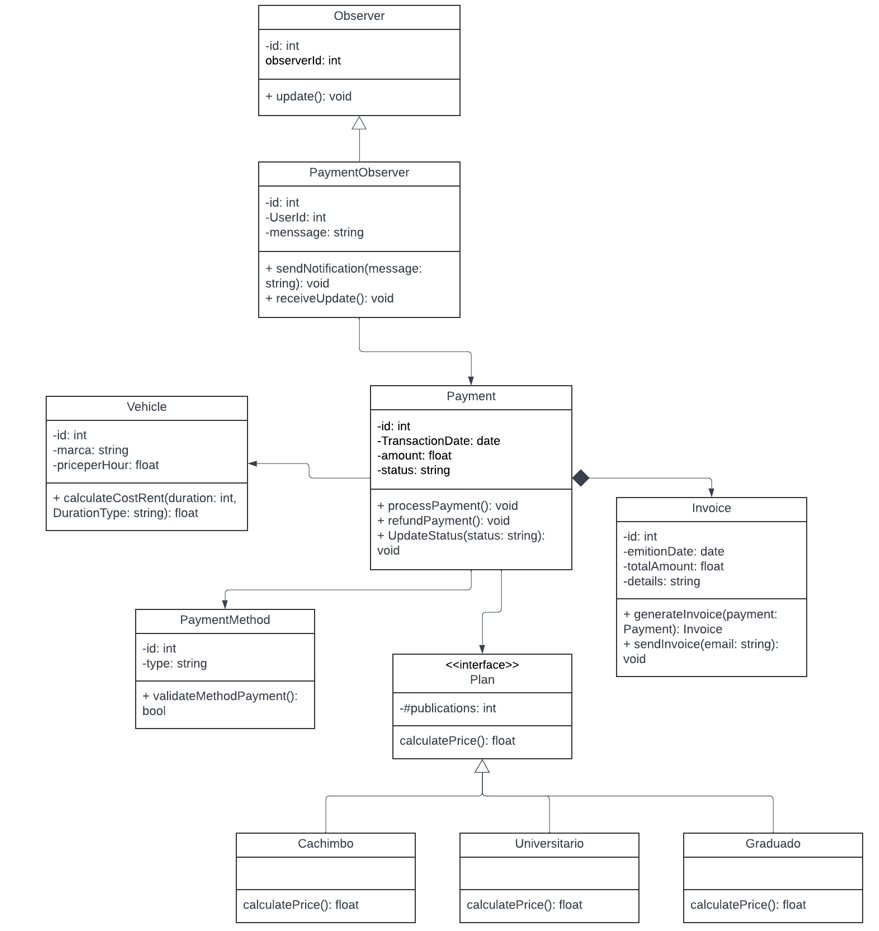 Observer
-id: int
observerId: int
+ update(): void
PaymentObserver
-id: int
-UserId: int
-menssage: string
+ sendNotification(message:
string): void
+ receiveUpdate(): void
Payment
-id: int
-TransactionDate: date
-amount: float
-status: string
+ processPayment(): void
+ refundPayment(): void
+ UpdateStatus(status: string):
void
Vehicle
-id: int
-marca: string
-priceperHour: float
+ calculateCostRent(duration: int,
DurationType: string): float
Invoice
-id: int
-emitionDate: date
-totalAmount: float
-details: string
+ generateInvoice(payment:
Payment): Invoice
+ sendInvoice(email: string):
void
PaymentMethod
-id: int
-type: string
+ validateMethodPayment():
bool
<<interface>>
Plan
-#publications: int
calculatePrice(): float
Cachimbo
calculatePrice(): float
Universitario
calculatePrice(): float
Graduado
calculatePrice(): float